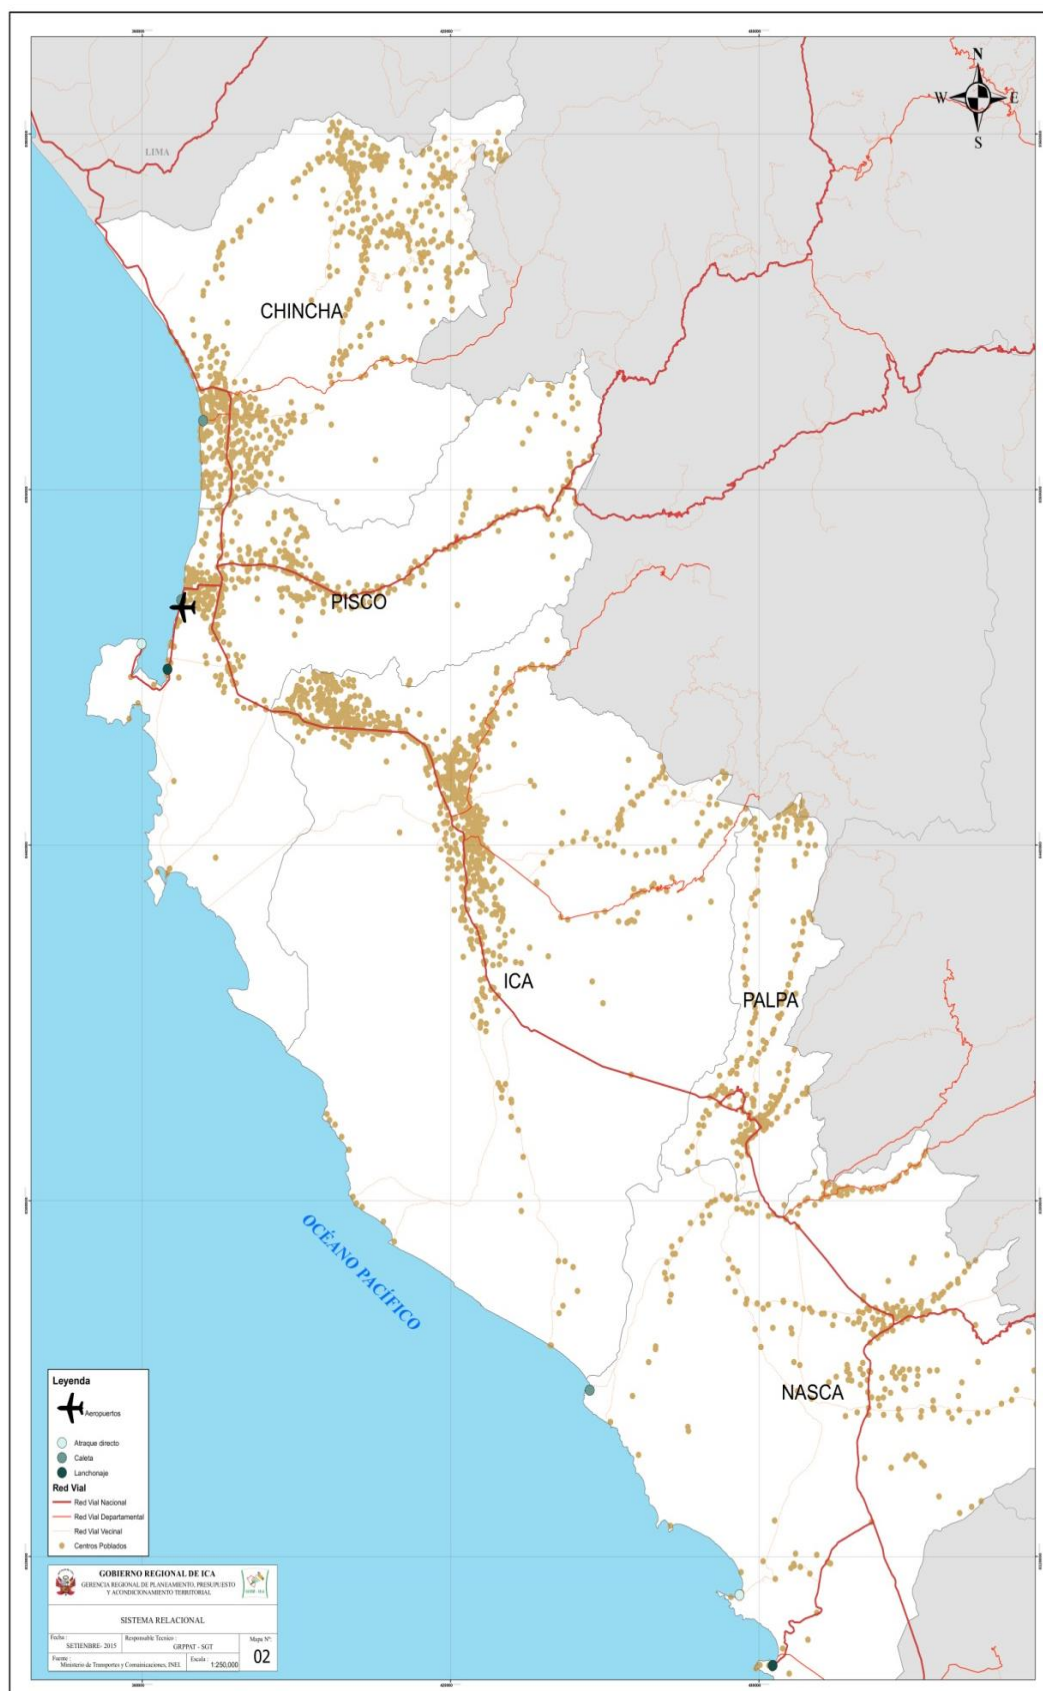 N
W E
S
LIMA
CHINCHA
PISCO
ICA
PALPA
OCÉANO PACÍFICO
NASCA
Leyenda
Aeropuertos
Atraque directo
Caleta
Lanchonaje
Red Vial
Red Vial Nacional
Red Vial Departamental
Red Vial Vecinal
Centros Poblados
GOBIERNO REGIONAL DE ICA
GERENCIA REGIONAL DE PLANEAMIENTO, PRESUPUESTO
Y ACONDICIONAMIENTO TERRITORIAL
SISTEMA RELACIONAL
Fecha : Responsable Tecnico : Mapa Nº:
SETIENBRE- 2015 GRPPAT - SGT 02
Fuente : Escala :
Ministerio de Transportes y Comunicaciones, INEI. 1:250,000